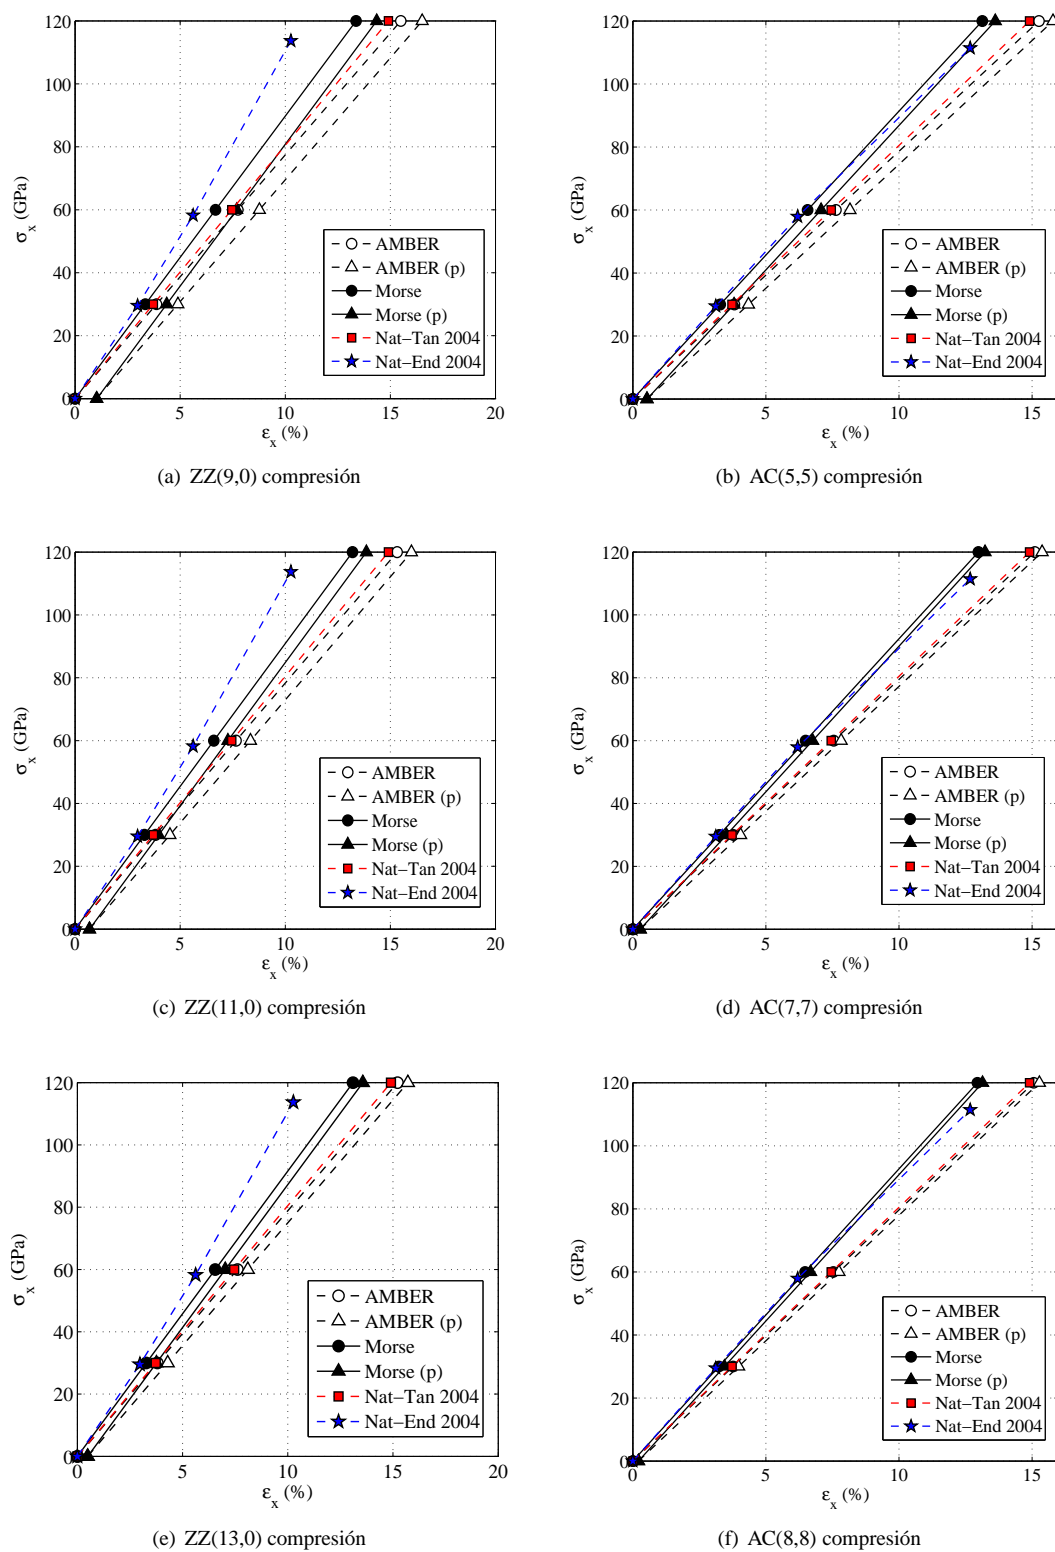 120
100
80
60
40
20
0
0 5 10 15 20
σx (GPa)
εx (%)
AMBER
AMBER (p)
Morse
Morse (p)
Nat−Tan 2004
Nat−End 2004
(a) ZZ(9,0) compresión
120
100
80
60
40
20
0
0 5 10 15
σx (GPa)
εx (%)
AMBER
AMBER (p)
Morse
Morse (p)
Nat−Tan 2004
Nat−End 2004
(b) AC(5,5) compresión
120
100
80
60
40
20
0
0 5 10 15 20
σx (GPa)
εx (%)
AMBER
AMBER (p)
Morse
Morse (p)
Nat−Tan 2004
Nat−End 2004
(c) ZZ(11,0) compresión
120
100
80
60
40
20
0
0 5 10 15
σx (GPa)
εx (%)
AMBER
AMBER (p)
Morse
Morse (p)
Nat−Tan 2004
Nat−End 2004
(d) AC(7,7) compresión
120
100
80
60
40
20
0
0 5 10 15 20
σx (GPa)
εx (%)
AMBER
AMBER (p)
Morse
Morse (p)
Nat−Tan 2004
Nat−End 2004
(e) ZZ(13,0) compresión
120
100
80
60
40
20
0
0 5 10 15
σx (GPa)
εx (%)
AMBER
AMBER (p)
Morse
Morse (p)
Nat−Tan 2004
Nat−End 2004
(f) AC(8,8) compresión